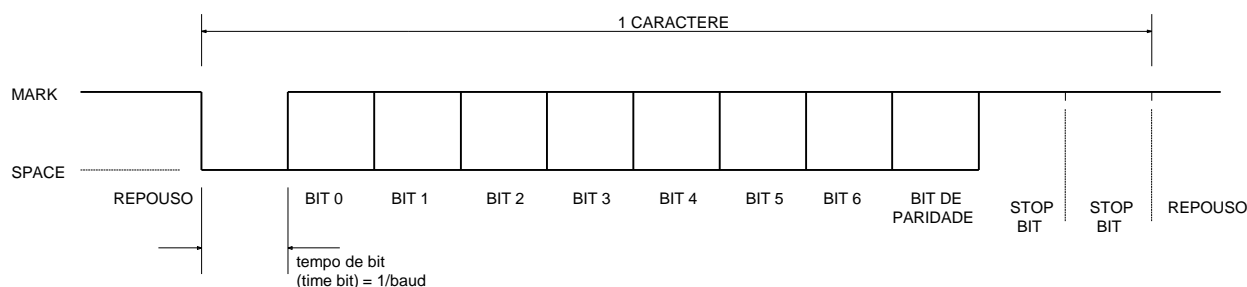 1 CARACTERE
MARK
SPACE
REPOUSO
BIT 0
BIT 1
BIT 2
BIT 3
BIT 4
BIT 5
BIT 6
BIT DE
PARIDADE
STOP
BIT
STOP
BIT
REPOUSO
tempo de bit
(time bit) = 1/baud